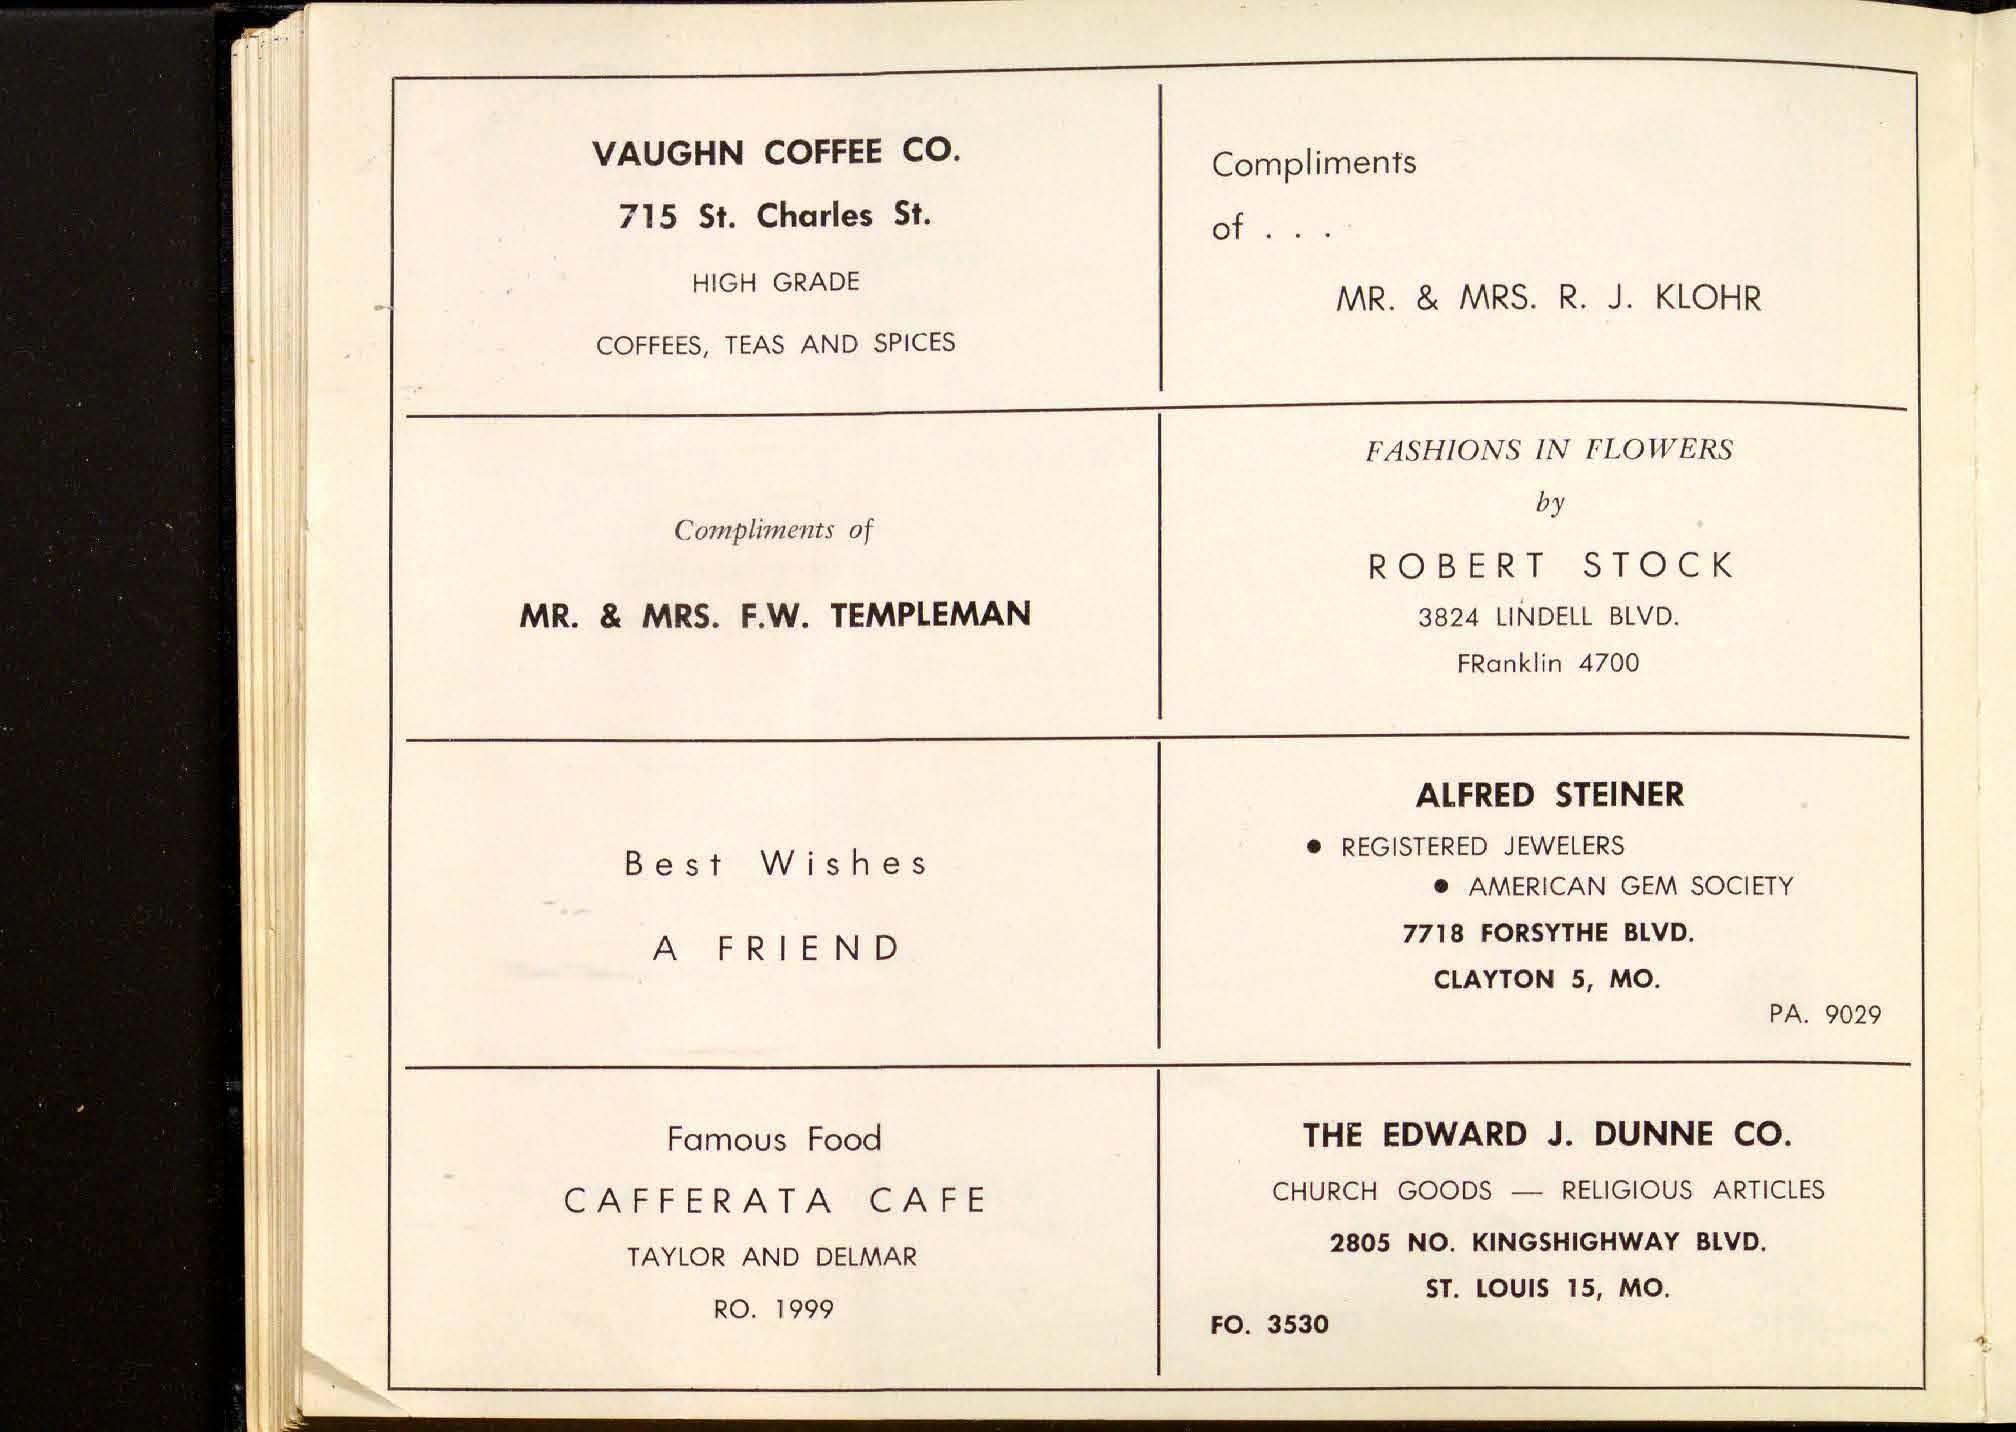 VAUGHN COFFEE CO.
715 St. Charles St.
HIGH GRADE
COFFEES, TEAS AND SPICES
Compliments
of . . .
MR. & MRS. R. J. KLOHR
Compliments of
MR. & MRS. F.W. TEMPLEMAN
FASHIONS IN FLOWERS
by
ROBERT STOCK
3824 LINDELL BLVD.
FRanklin 4700
Best Wishes
A FRIEND
ALFRED STEINER
● REGISTERED JEWELERS
● AMERICAN GEM SOCIETY
7718 FORSYTHE BLVD.
CLAYTON 5, MO.
PA. 9029
Famous Food
CAFFERATA CAFE
TAYLOR AND DELMAR
RO. 1999
THE EDWARD J. DUNNE CO.
CHURCH GOODS — RELIGIOUS ARTICLES
2805 NO. KINGSHIGHWAY BLVD.
ST. LOUIS 15, MO.
FO. 3530